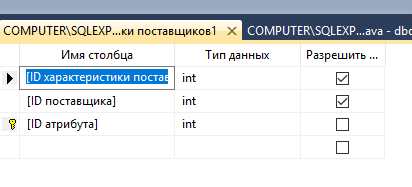 COMPUTER\SQLEXP...ки поставщиков1 COMPUTER\SQLEXP...ava - dbo
Имя столбца Тип данных Разрешить ...
[ID характеристики постав int
[ID поставщика] int
[ID атрибута] int